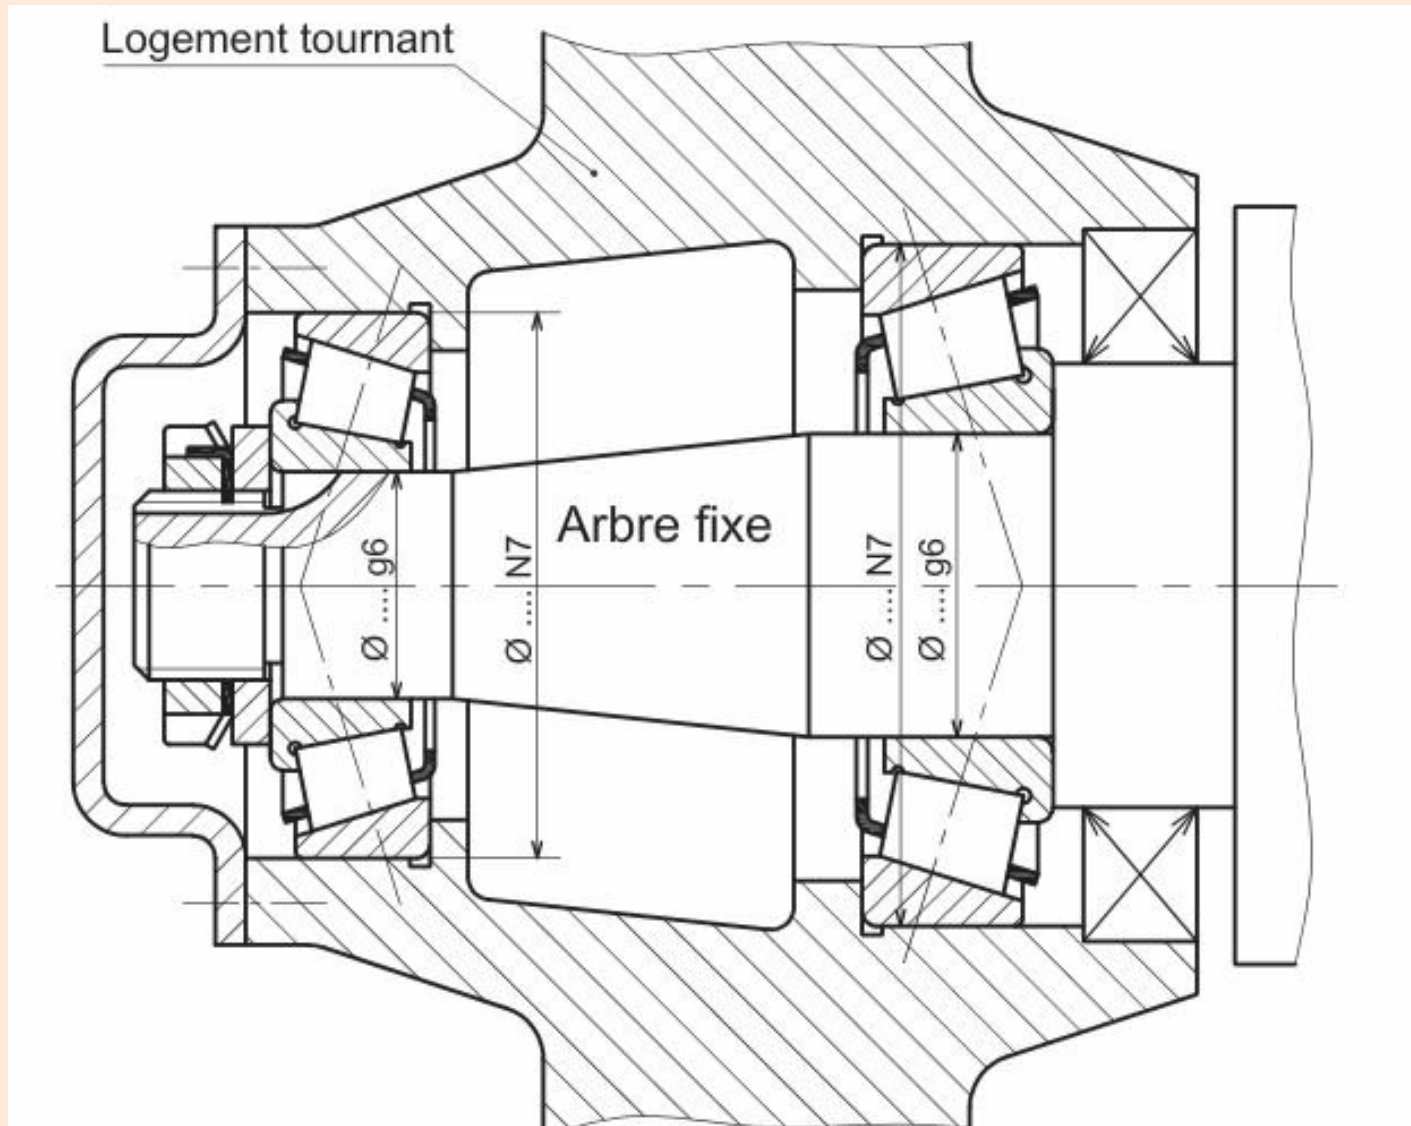 Logement tournant
Arbre fixe
Ø ..... g6
Ø ..... N7
Ø ..... N7
Ø ..... g6